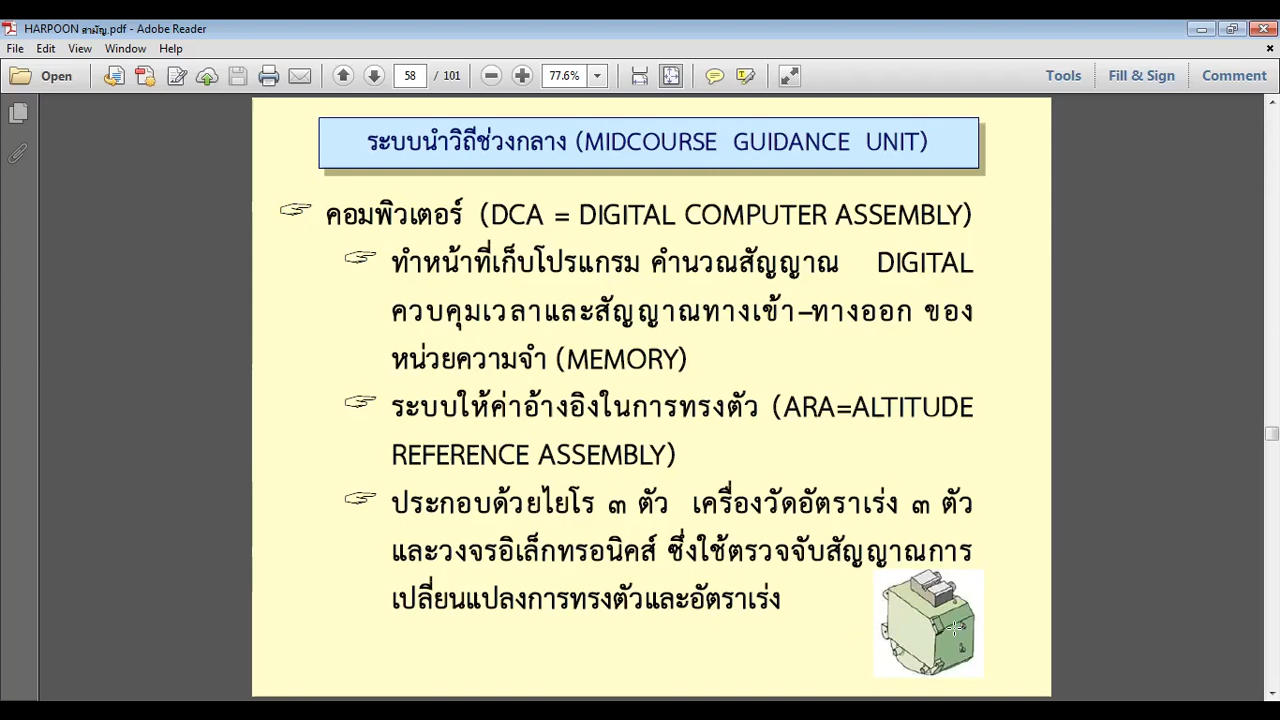 HARPOON สามัญ.pdf - Adobe Reader
File Edit View Window Help
Open 58 / 101 77.6% Tools Fill & Sign Comment
ระบบนำวิถีช่วงกลาง (MIDCOURSE GUIDANCE UNIT)
คอมพิวเตอร์ (DCA = DIGITAL COMPUTER ASSEMBLY)
ทำหน้าที่เก็บโปรแกรม คำนวณสัญญาณ DIGITAL
ควบคุมเวลาและสัญญาณทางเข้า–ทางออก ของ
หน่วยความจำ (MEMORY)
ระบบให้ค่าอ้างอิงในการทรงตัว (ARA=ALTITUDE
REFERENCE ASSEMBLY)
ประกอบด้วยไยโร ๓ ตัว เครื่องวัดอัตราเร่ง ๓ ตัว
และวงจรอิเล็กทรอนิคส์ ซึ่งใช้ตรวจจับสัญญาณการ
เปลี่ยนแปลงการทรงตัวและอัตราเร่ง